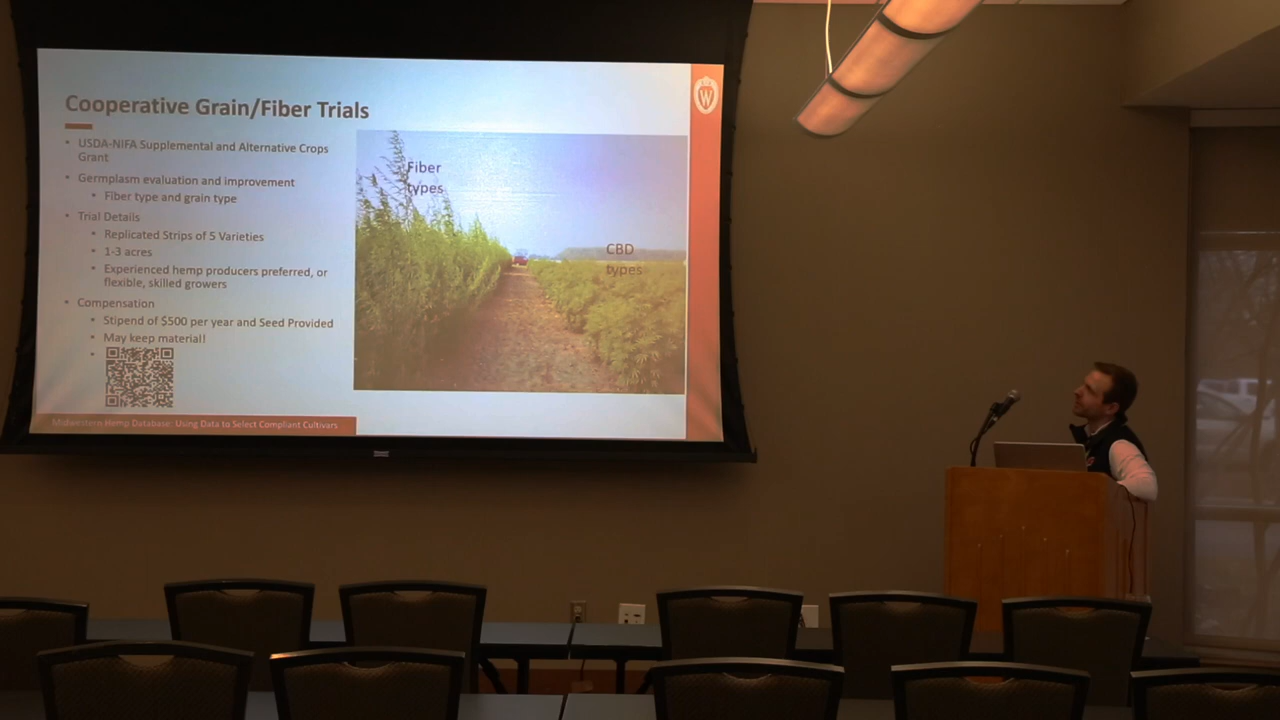 Cooperative Grain/Fiber Trials
W
• USDA-NIFA Supplemental and Alternative Crops
Grant
• Germplasm evaluation and improvement
• Fiber type and grain type
• Trial Details
• Replicated Strips of 5 Varieties
• 1-3 acres
• Experienced hemp producers preferred, or
flexible, skilled growers
• Compensation
• Stipend of $500 per year and Seed Provided
• May keep material!
Fiber
types
CBD
types
Midwestern Hemp Database: Using Data to Select Compliant Cultivars